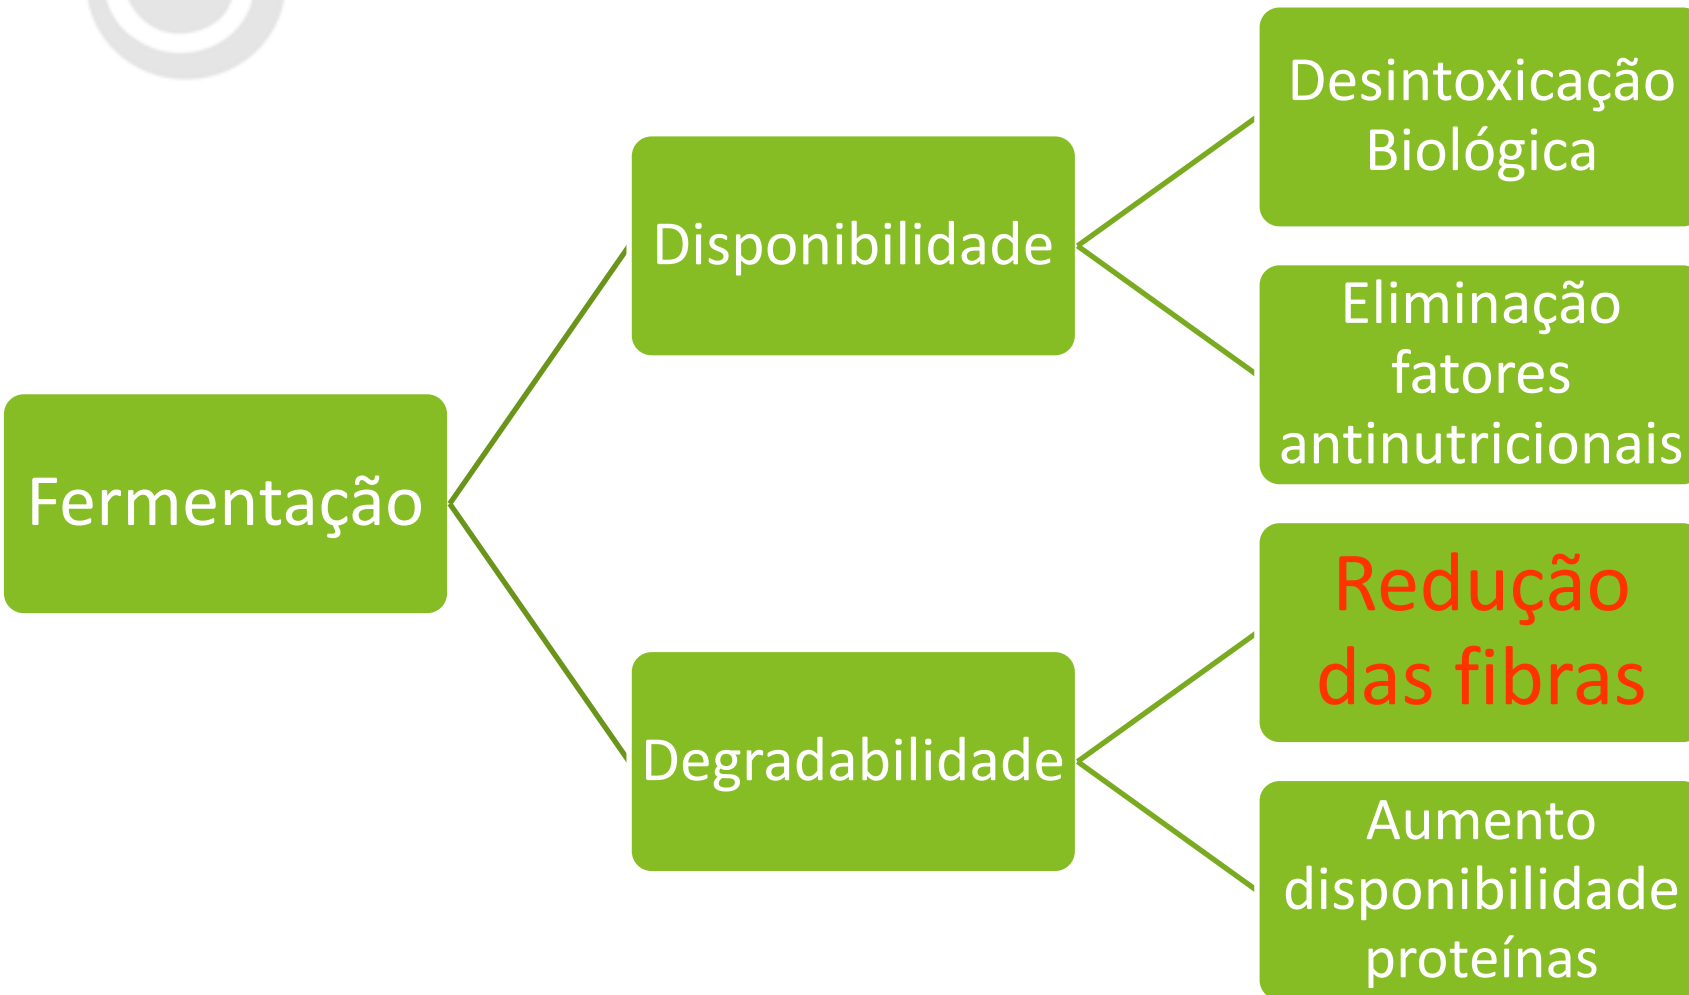 Fermentação
Disponibilidade
Desintoxicação
Biológica
Eliminação
fatores
antinutricionais
Degradabilidade
Redução
das fibras
Aumento
disponibilidade
proteínas